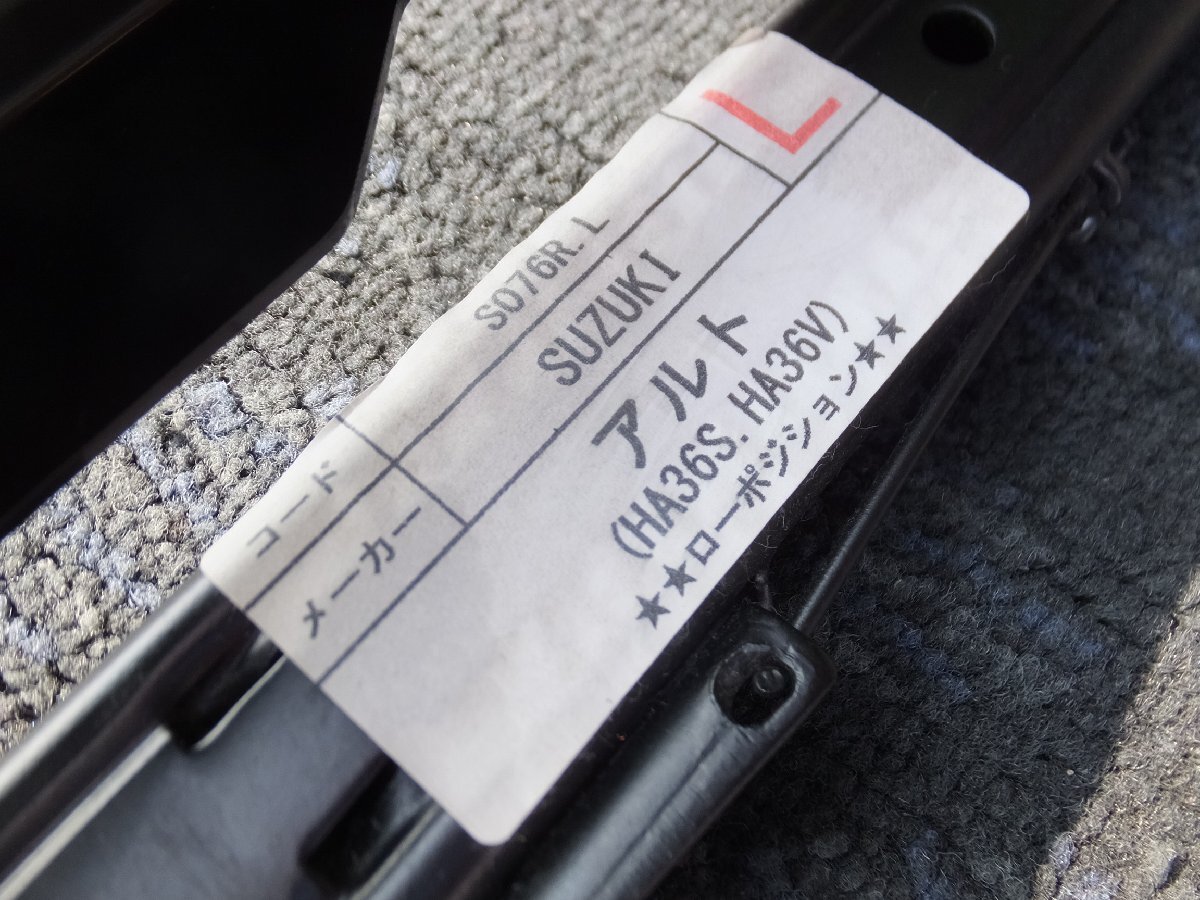 L
コード S076R. L
メーカー SUZUKI
アルト
(HA36S. HA36V)
★★ローポジション★★